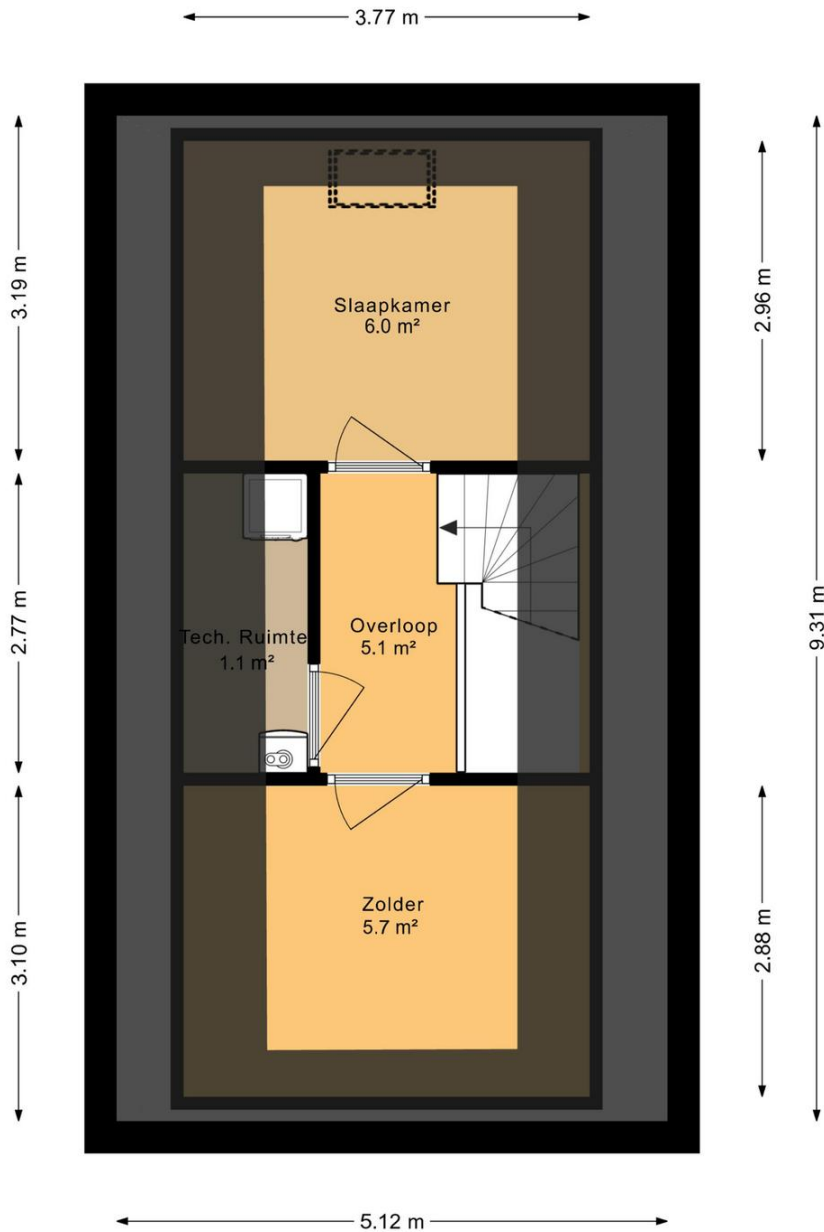 3.77 m
3.19 m
2.96 m
Slaapkamer
6.0 m²
2.77 m
9.31 m
Tech. Ruimte
1.1 m²
Overloop
5.1 m²
Zolder
5.7 m²
3.10 m
2.88 m
5.12 m